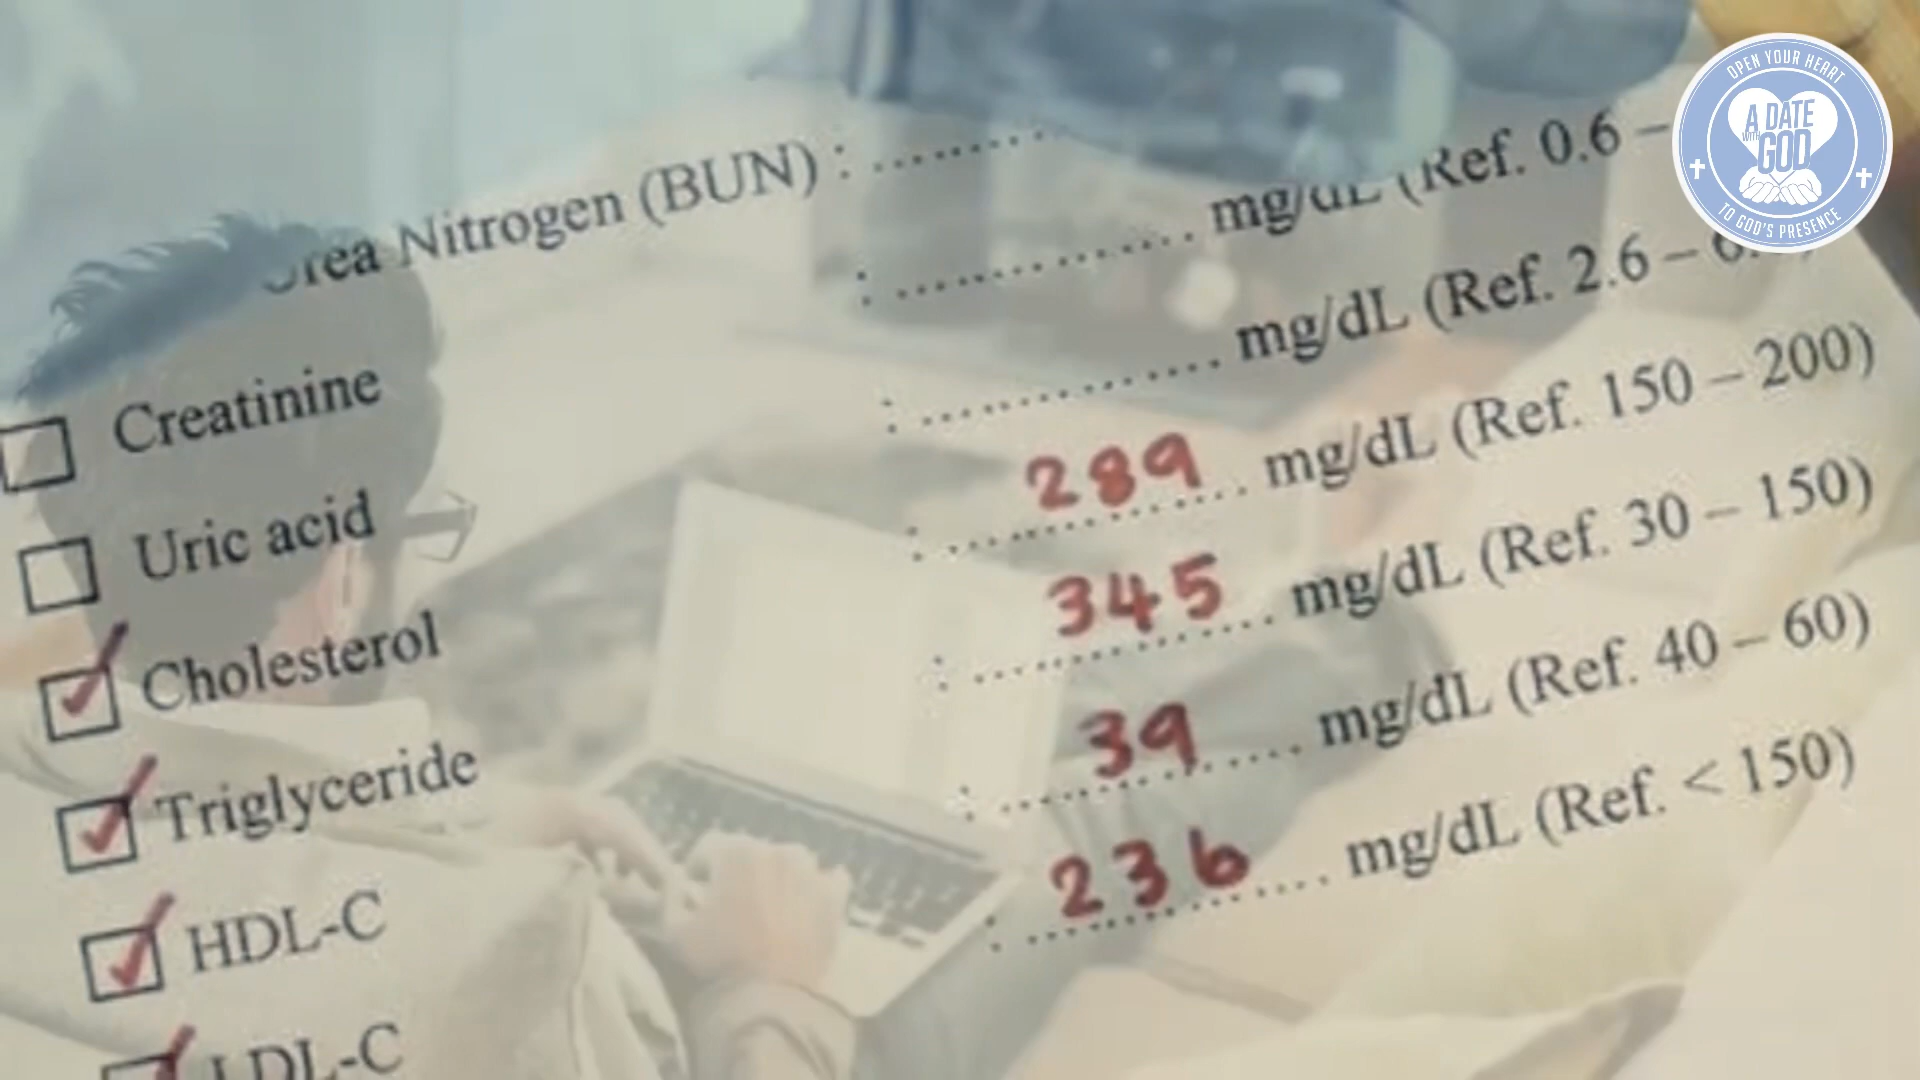 Urea Nitrogen (BUN) : ..........
Creatinine : .................. mg/dL (Ref. 0.6 –
Uric acid : .................. mg/dL (Ref. 2.6 – 6.
Cholesterol : 289 mg/dL (Ref. 150 – 200)
Triglyceride : 345 mg/dL (Ref. 30 – 150)
HDL-C : 39 mg/dL (Ref. 40 – 60)
LDL-C : 236 mg/dL (Ref. < 150)
OPEN YOUR HEART
A DATE
WITH
GOD
TO GOD'S PRESENCE